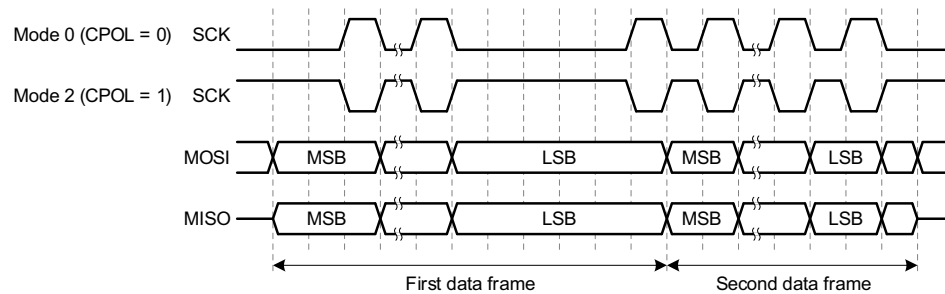 Mode 0 (CPOL = 0) SCK
Mode 2 (CPOL = 1) SCK
MOSI MSB LSB MSB LSB
MISO MSB LSB MSB LSB
First data frame Second data frame